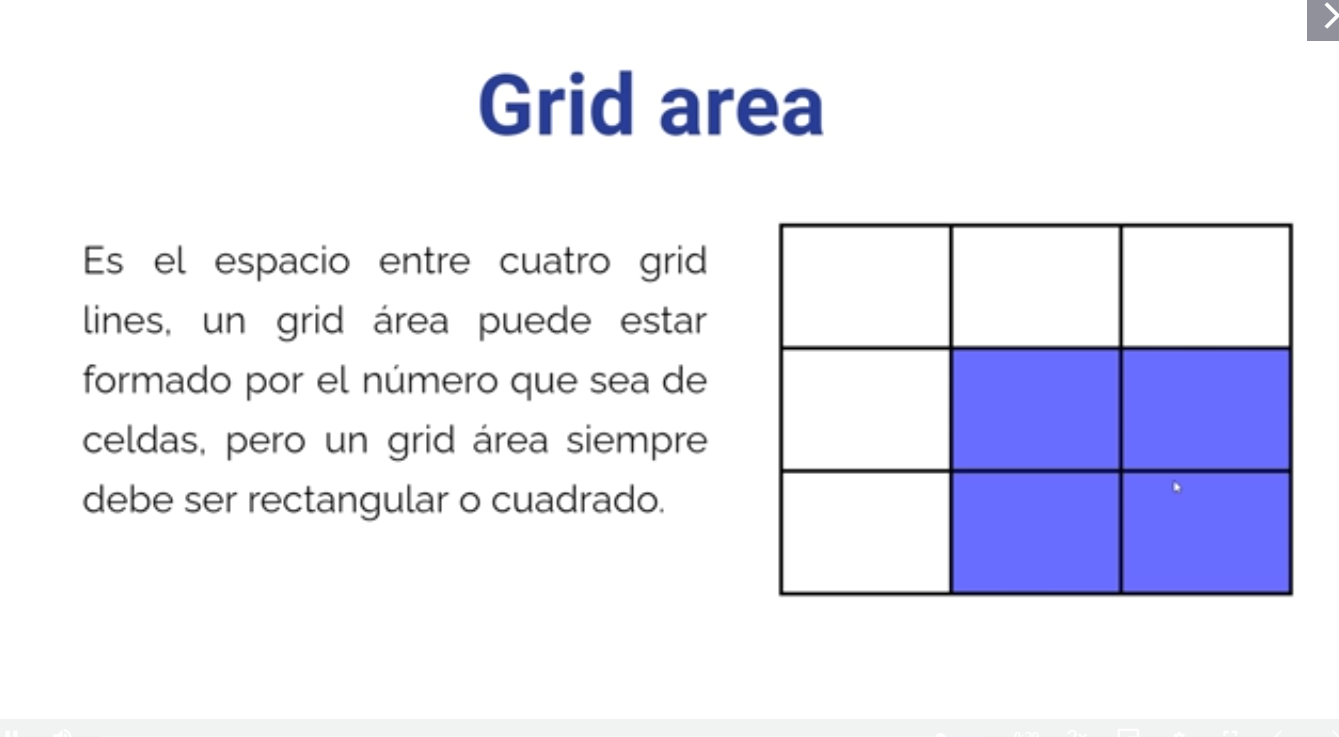 Grid area
Es el espacio entre cuatro grid
lines, un grid área puede estar
formado por el número que sea de
celdas, pero un grid área siempre
debe ser rectangular o cuadrado.